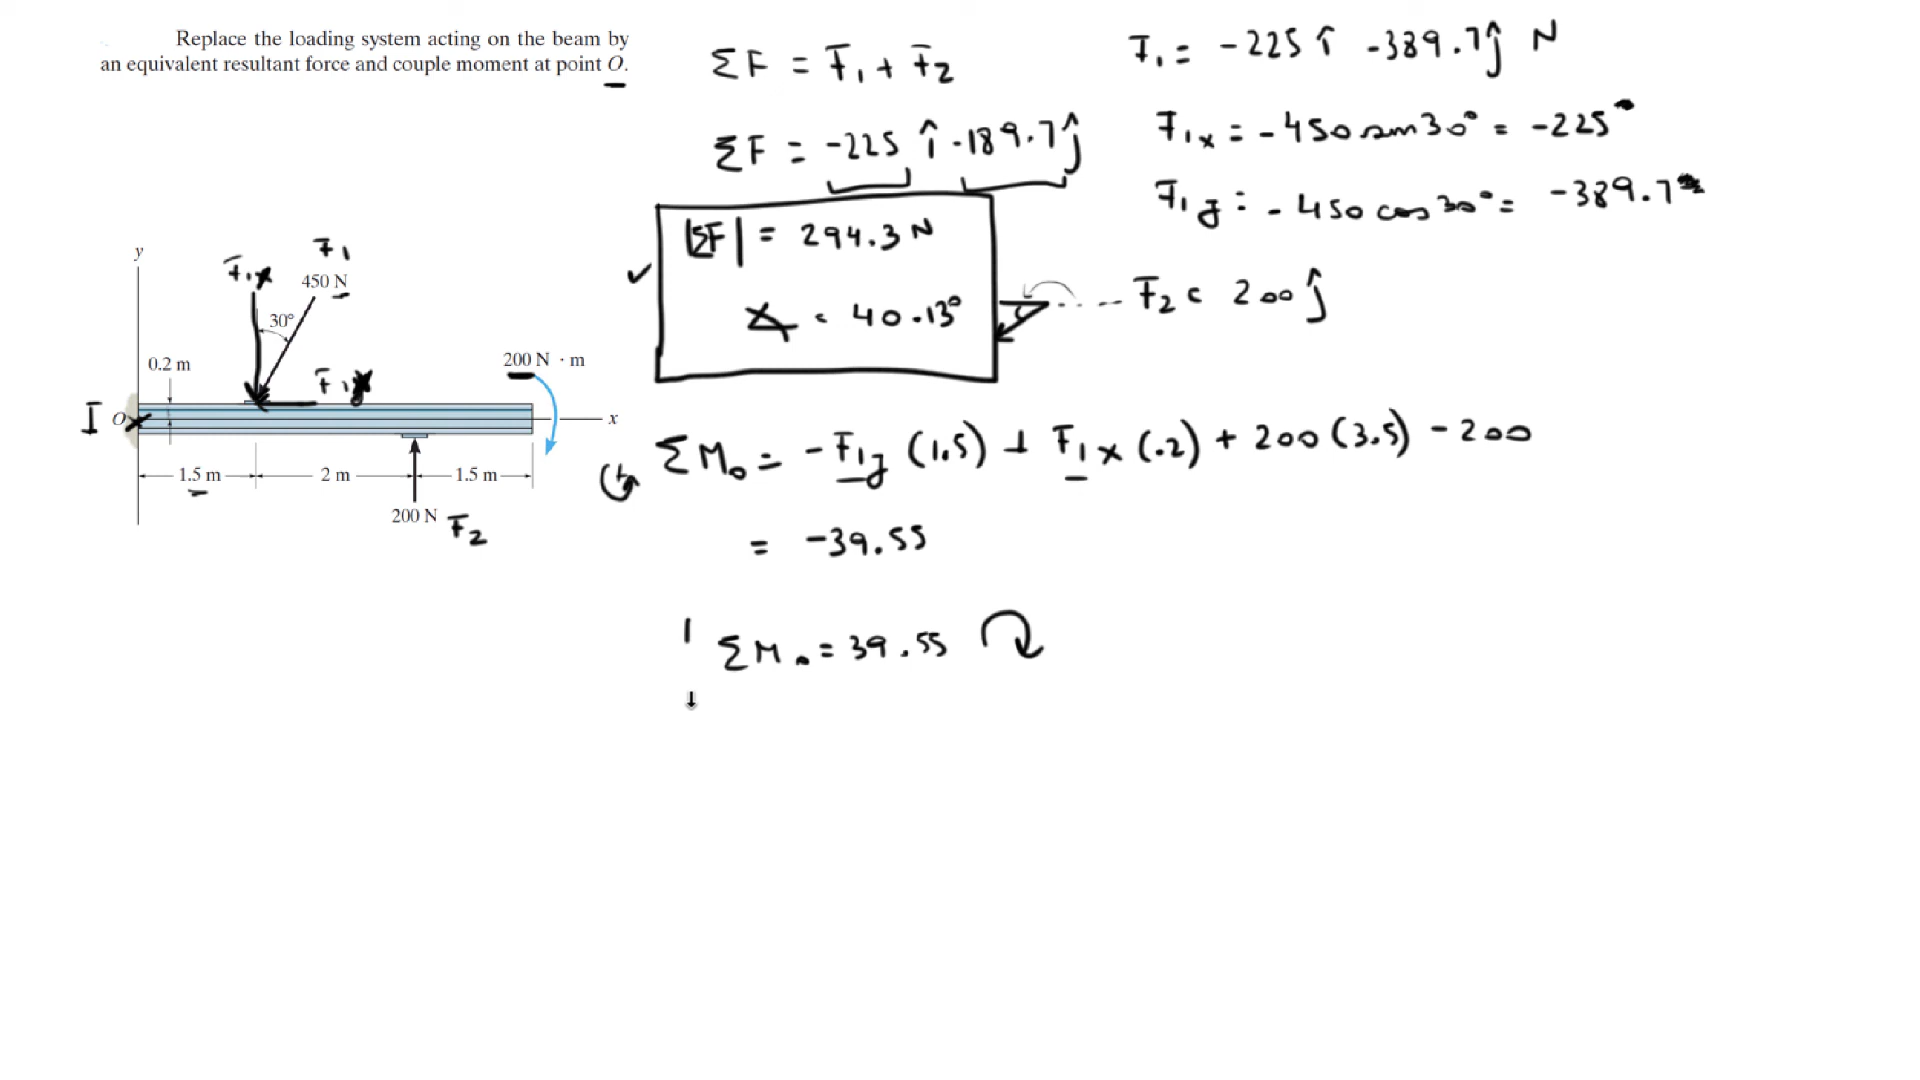 Replace the loading system acting on the beam by
an equivalent resultant force and couple moment at point O.
ΣF = F₁ + F₂
ΣF = -225 î -189.7 ĵ
|ΣF| = 294.3 N
∡ = 40.13°
F₁ = -225 î -389.7 ĵ N
F₁x = -450 sin 30° = -225
F₁y = -450 cos 30° = -389.7
F₂ = 200 ĵ
y
F₁x
F₁
450 N
30°
0.2 m
F₁y
200 N · m
I O
x
1.5 m
2 m
1.5 m
200 N F₂
ΣM₀ = -F₁y (1.5) + F₁x (.2) + 200 (3.5) - 200
= -39.55
ΣM₀ = 39.55